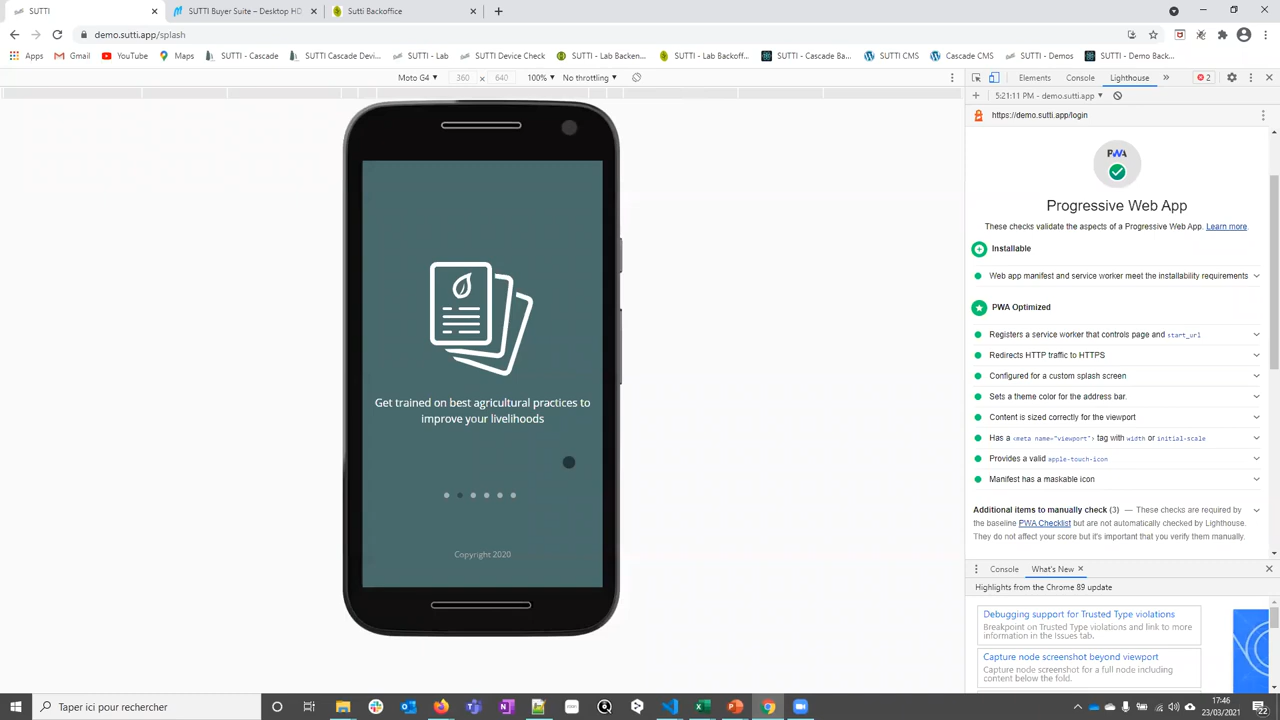 SUTTI
SUTTI Buyer Suite – Desktop HD
Sutti Backoffice
demo.sutti.app/splash
Apps
Gmail
YouTube
Maps
SUTTI - Cascade
SUTTI Cascade Devi...
SUTTI - Lab
SUTTI Device Check
SUTTI - Lab Backen...
SUTTI – Lab Backoff...
SUTTI - Cascade Ba...
SUTTI CMS
Cascade CMS
SUTTI - Demos
SUTTI - Demo Back...
Moto G4
360
×
640
100%
No throttling
Elements
Console
Lighthouse
2
5:21:11 PM - demo.sutti.app
https://demo.sutti.app/login
PWA
Progressive Web App
These checks validate the aspects of a Progressive Web App. Learn more.
Installable
Web app manifest and service worker meet the installability requirements
PWA Optimized
Registers a service worker that controls page and start_url
Redirects HTTP traffic to HTTPS
Configured for a custom splash screen
Sets a theme color for the address bar.
Content is sized correctly for the viewport
Has a <meta name="viewport"> tag with width or initial-scale
Provides a valid apple-touch-icon
Manifest has a maskable icon
Additional items to manually check (3) — These checks are required by
the baseline PWA Checklist but are not automatically checked by Lighthouse.
They do not affect your score but it's important that you verify them manually.
Get trained on best agricultural practices to
improve your livelihoods
Copyright 2020
Console
What's New
Highlights from the Chrome 89 update
Debugging support for Trusted Type violations
Breakpoint on Trusted Type violations and link to more
information in the Issues tab.
Capture node screenshot beyond viewport
Capture node screenshot for a full node including
content below the fold.
Taper ici pour rechercher
17:46
23/03/2021
22